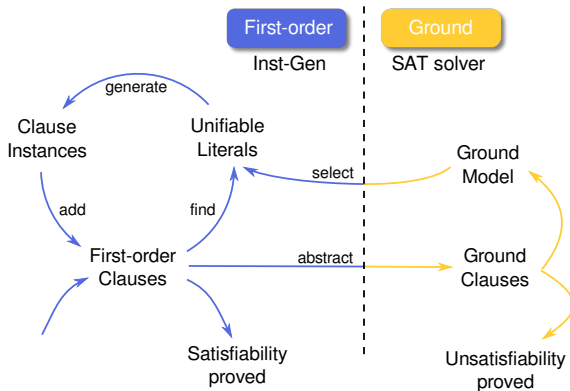 First-order
Ground
Inst-Gen
SAT solver
generate
Clause
Instances
Unifiable
Literals
select
Ground
Model
add
find
First-order
Clauses
abstract
Ground
Clauses
Satisfiability
proved
Unsatisfiability
proved